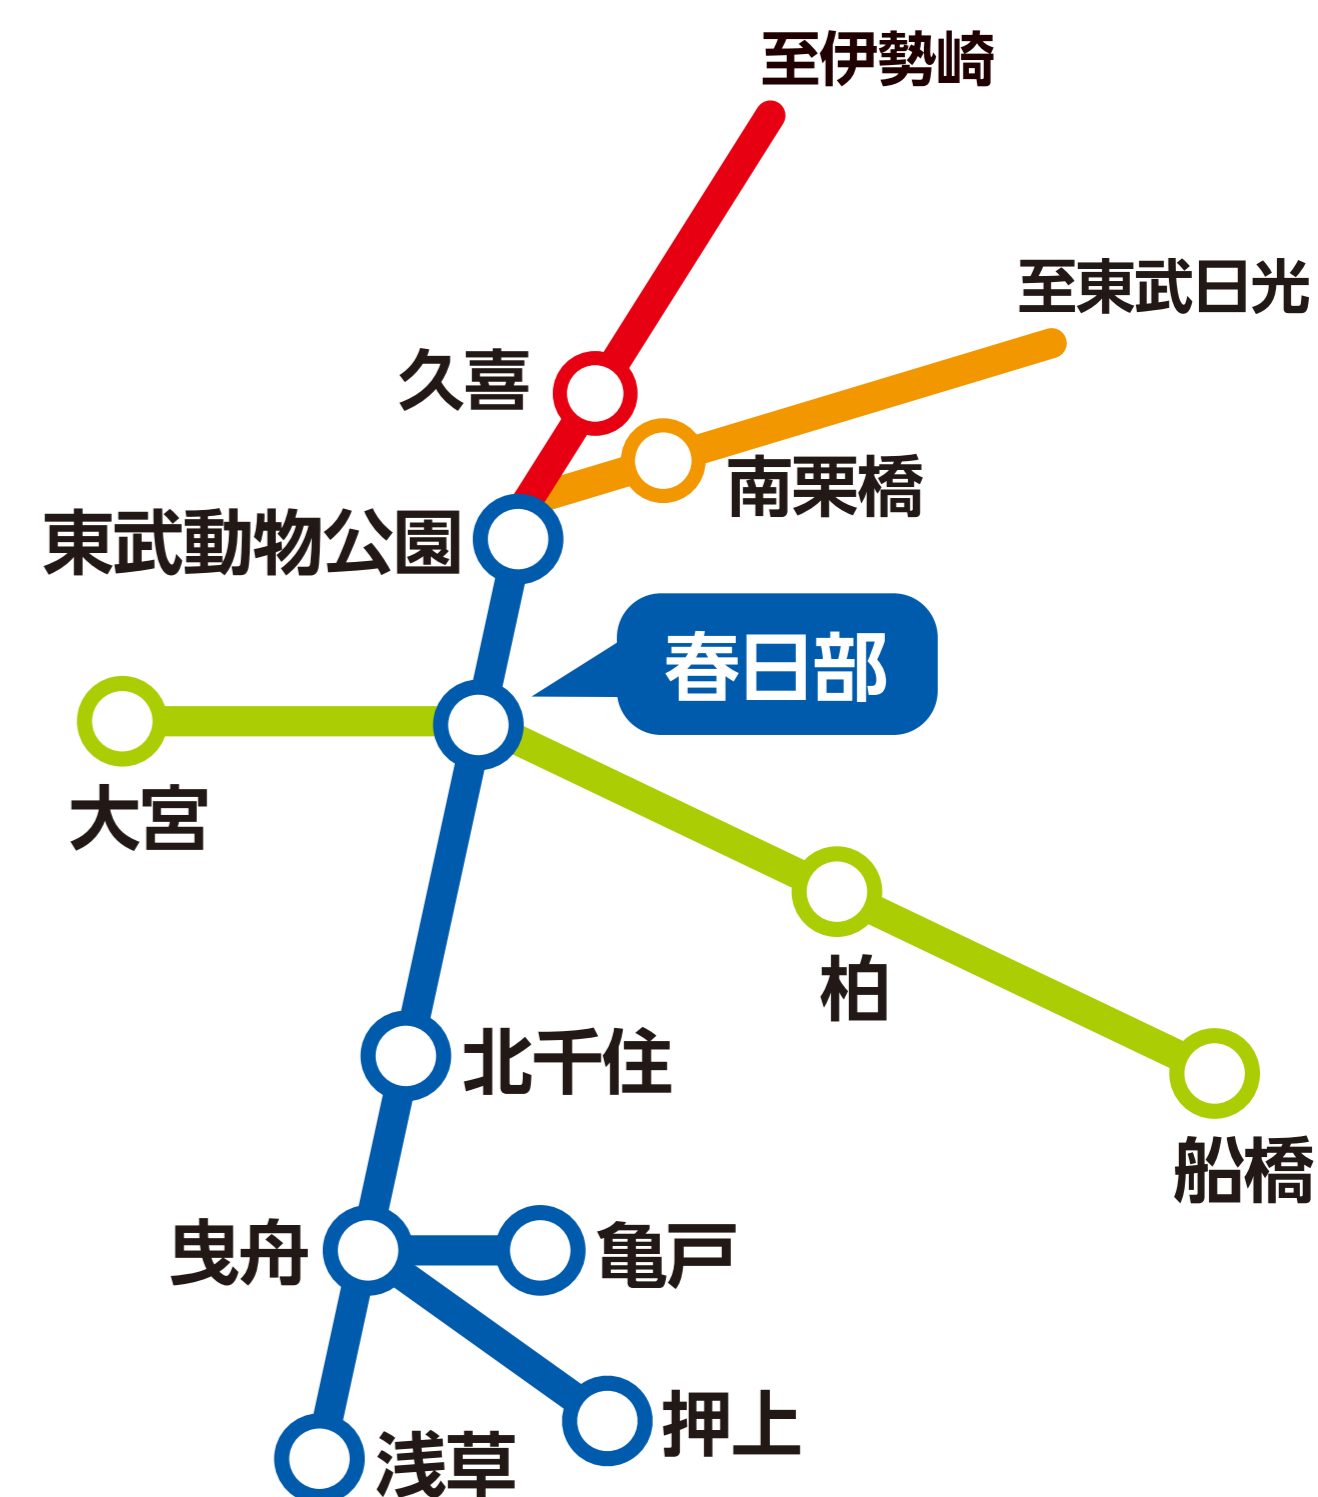 至伊勢崎
至東武日光
久喜
南栗橋
東武動物公園
春日部
大宮
柏
北千住
船橋
曳舟
亀戸
押上
浅草